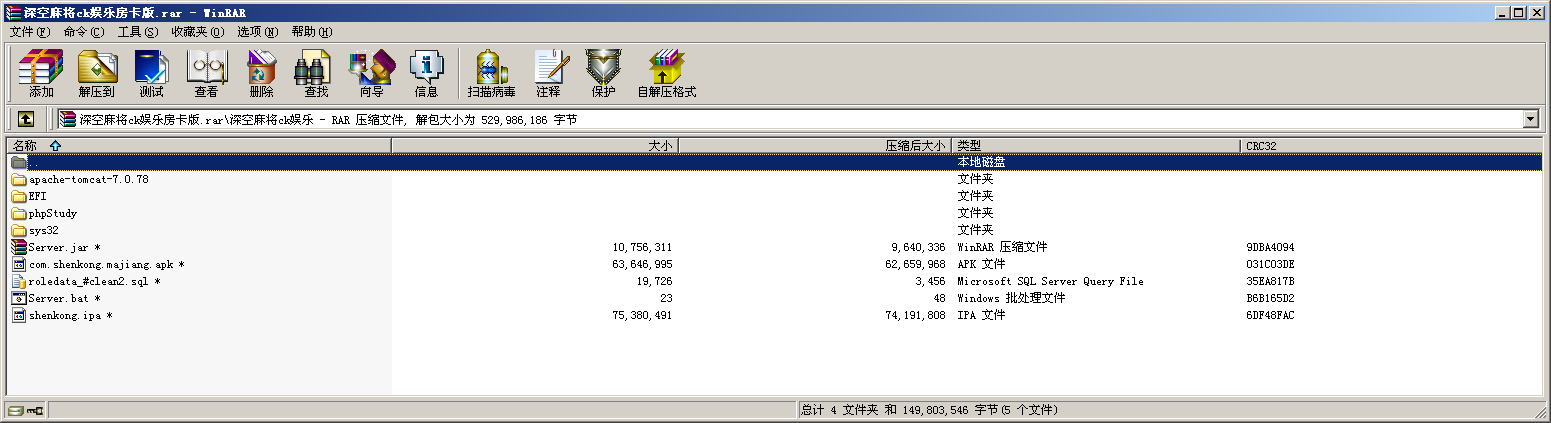 深空麻将ck娱乐房卡版.rar - WinRAR
文件(F) 命令(C) 工具(S) 收藏夹(O) 选项(N) 帮助(H)
添加 解压到 测试 查看 删除 查找 向导 信息 扫描病毒 注释 保护 自解压格式
深空麻将ck娱乐房卡版.rar\深空麻将ck娱乐 - RAR 压缩文件, 解包大小为 529,986,186 字节
名称 大小 压缩后大小 类型 CRC32
.. 本地磁盘
apache-tomcat-7.0.78 文件夹
EFI 文件夹
phpStudy 文件夹
sys32 文件夹
Server.jar * 10,756,311 9,640,336 WinRAR 压缩文件 9DBA4094
com.shenkong.majiang.apk * 63,646,995 62,659,968 APK 文件 031C03DE
roledata_#clean2.sql * 19,726 3,456 Microsoft SQL Server Query File 35EA817B
Server.bat * 23 48 Windows 批处理文件 B6B165D2
shenkong.ipa * 75,380,491 74,191,808 IPA 文件 6DF48FAC
总计 4 文件夹 和 149,803,546 字节(5 个文件)